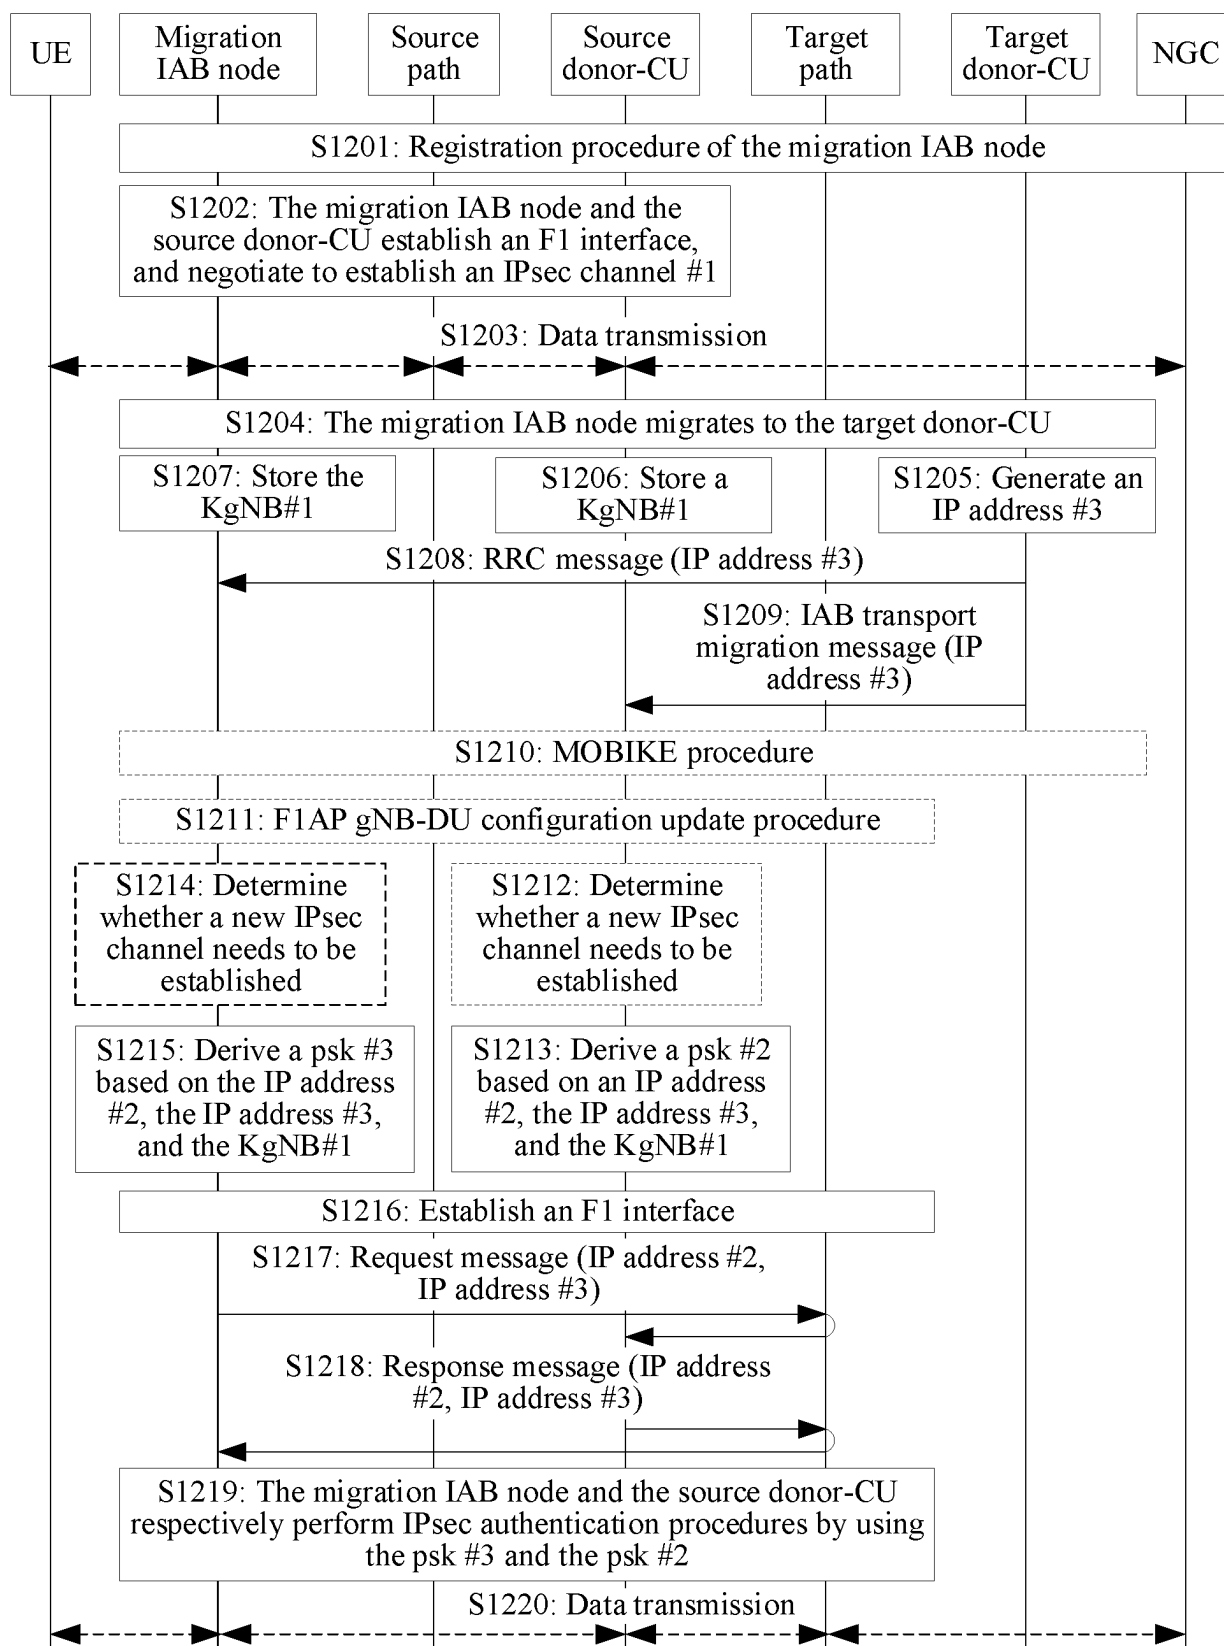 UE
Migration
IAB node
Source
path
Source
donor-CU
Target
path
Target
donor-CU
NGC
S1201: Registration procedure of the migration IAB node
S1202: The migration IAB node and the
source donor-CU establish an F1 interface,
and negotiate to establish an IPsec channel #1
S1203: Data transmission
S1204: The migration IAB node migrates to the target donor-CU
S1207: Store the
KgNB#1
S1206: Store a
KgNB#1
S1205: Generate an
IP address #3
S1208: RRC message (IP address #3)
S1209: IAB transport
migration message (IP
address #3)
S1210: MOBIKE procedure
S1211: F1AP gNB-DU configuration update procedure
S1214: Determine
whether a new IPsec
channel needs to be
established
S1212: Determine
whether a new IPsec
channel needs to be
established
S1215: Derive a psk #3
based on the IP address
#2, the IP address #3,
and the KgNB#1
S1213: Derive a psk #2
based on an IP address
#2, the IP address #3,
and the KgNB#1
S1216: Establish an F1 interface
S1217: Request message (IP address #2,
IP address #3)
S1218: Response message (IP address
#2, IP address #3)
S1219: The migration IAB node and the source donor-CU
respectively perform IPsec authentication procedures by using
the psk #3 and the psk #2
S1220: Data transmission